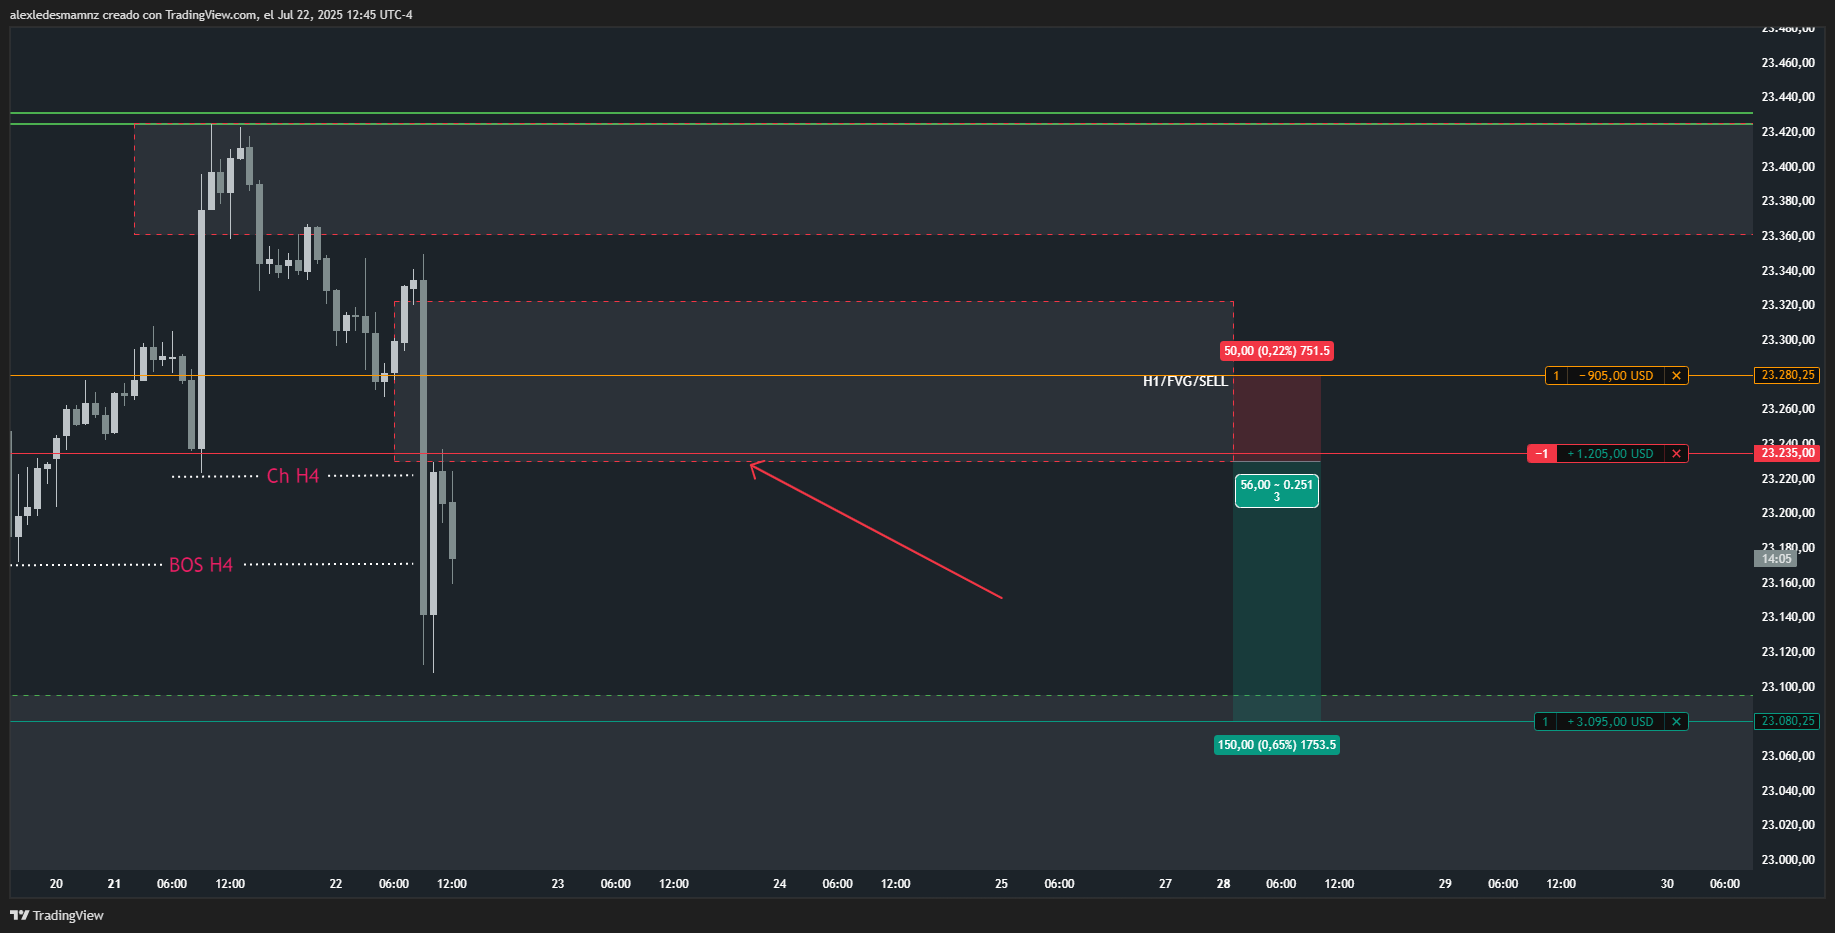 alexledesmamnz creado con TradingView.com, el Jul 22, 2025 12:45 UTC-4
23.480,00
23.460,00
23.440,00
23.420,00
23.400,00
23.380,00
23.360,00
23.340,00
23.320,00
23.300,00
50,00 (0,22%) 751.5
H1/FVG/SELL
1 −905,00 USD ✕ 23.280,25
23.260,00
23.240,00
−1 +1.205,00 USD ✕ 23.235,00
Ch H4
23.220,00
56,00 ~ 0.251
3
23.200,00
23.180,00
14:05
BOS H4
23.160,00
23.140,00
23.120,00
23.100,00
1 +3.095,00 USD ✕ 23.080,25
150,00 (0,65%) 1753.5
23.060,00
23.040,00
23.020,00
23.000,00
20 21 06:00 12:00 22 06:00 12:00 23 06:00 12:00 24 06:00 12:00 25 06:00 27 28 06:00 12:00 29 06:00 12:00 30 06:00
TradingView